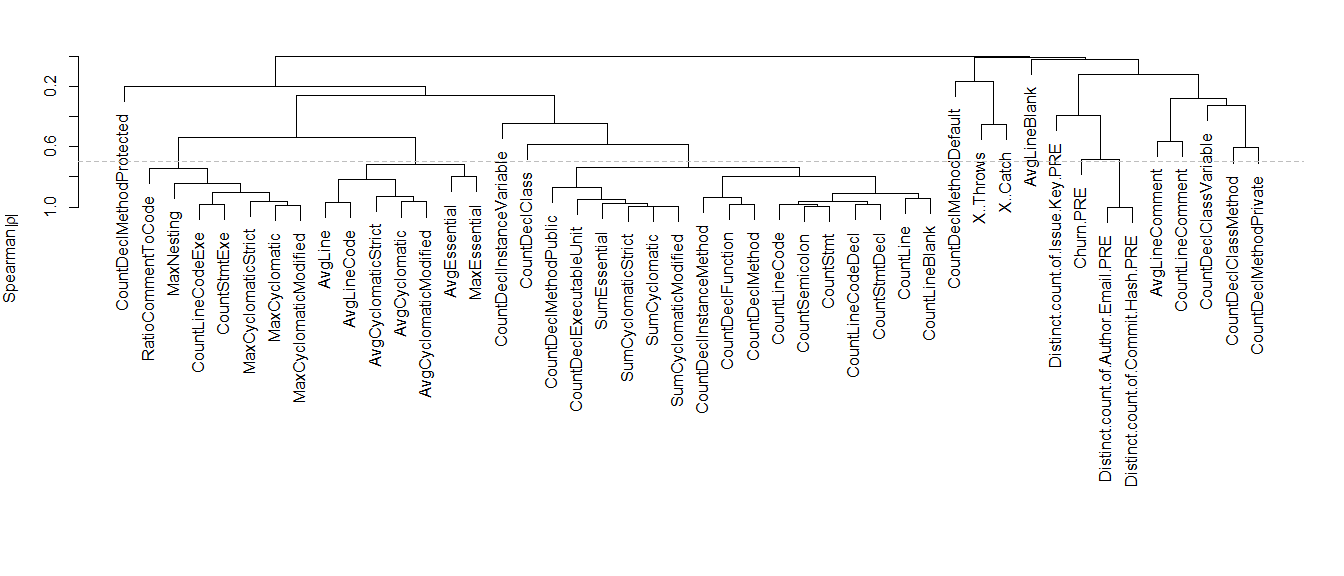 Spearman|ρ|
0.2
0.6
1.0
CountDeclMethodProtected
RatioCommentToCode
MaxNesting
CountLineCodeExe
CountStmtExe
MaxCyclomaticStrict
MaxCyclomatic
MaxCyclomaticModified
AvgLine
AvgLineCode
AvgCyclomaticStrict
AvgCyclomatic
AvgCyclomaticModified
AvgEssential
MaxEssential
CountDeclInstanceVariable
CountDeclClass
CountDeclMethodPublic
CountDeclExecutableUnit
SumEssential
SumCyclomaticStrict
SumCyclomatic
SumCyclomaticModified
CountDeclInstanceMethod
CountDeclFunction
CountDeclMethod
CountLineCode
CountSemicolon
CountStmt
CountLineCodeDecl
CountStmtDecl
CountLine
CountLineBlank
CountDeclMethodDefault
X..Throws
X..Catch
AvgLineBlank
Distinct.count.of.Issue.Key.PRE
Churn.PRE
Distinct.count.of.Author.Email.PRE
Distinct.count.of.Commit.Hash.PRE
AvgLineComment
CountLineComment
CountDeclClassVariable
CountDeclClassMethod
CountDeclMethodPrivate